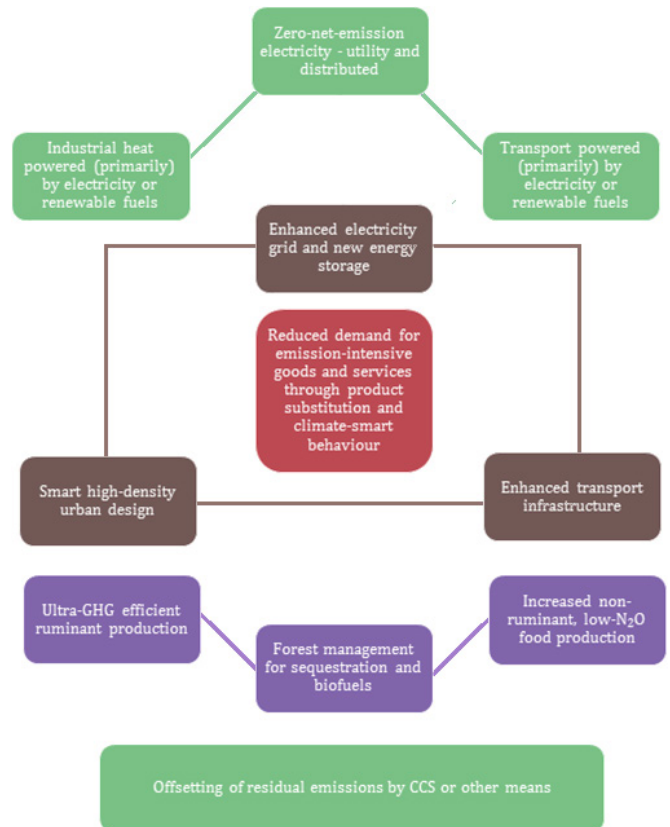 Zero-net-emission
electricity - utility and
distributed
Industrial heat
powered (primarily)
by electricity or
renewable fuels
Transport powered
(primarily) by
electricity or
renewable fuels
Enhanced electricity
grid and new energy
storage
Reduced demand for
emission-intensive
goods and services
through product
substitution and
climate-smart
behaviour
Smart high-density
urban design
Enhanced transport
infrastructure
Ultra-GHG efficient
ruminant production
Increased non-
ruminant, low-N₂O
food production
Forest management
for sequestration and
biofuels
Offsetting of residual emissions by CCS or other means